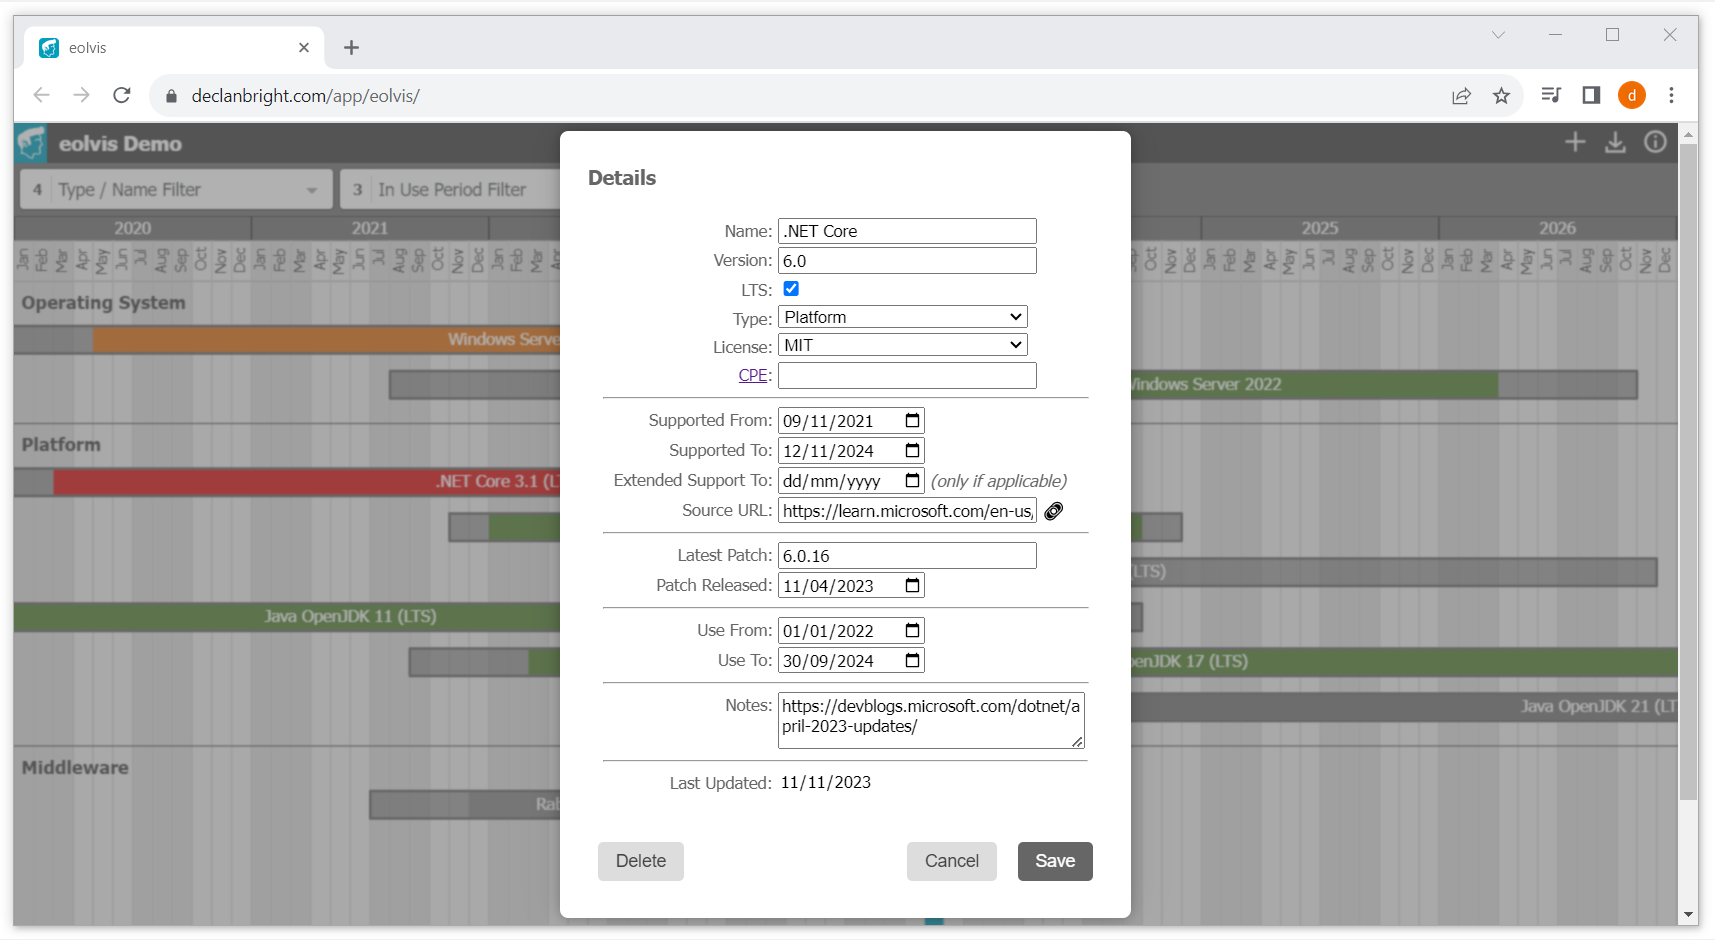 eolvis
declanbright.com/app/eolvis/
d
eolvis Demo
4 Type / Name Filter
3 In Use Period Filter
2020 2021 2025 2026
Jan Feb Mar Apr May Jun Jul Aug Sep Oct Nov Dec Jan Feb Mar Apr May Jun Jul Aug Sep Oct Nov Dec Jan Feb Mar
Oct Nov Dec Jan Feb Mar Apr May Jun Jul Aug Sep Oct Nov Dec Jan Feb Mar Apr May Jun Jul Aug Sep Oct Nov Dec
Operating System
Windows Serve
Windows Server 2022
Platform
.NET Core 3.1 (LT
(LTS)
Java OpenJDK 11 (LTS)
penJDK 17 (LTS)
Java OpenJDK 21 (LT
Middleware
Rab
Details
Name: .NET Core
Version: 6.0
LTS:
Type: Platform
License: MIT
CPE:
Supported From: 09/11/2021
Supported To: 12/11/2024
Extended Support To: dd/mm/yyyy (only if applicable)
Source URL: https://learn.microsoft.com/en-us/
Latest Patch: 6.0.16
Patch Released: 11/04/2023
Use From: 01/01/2022
Use To: 30/09/2024
Notes: https://devblogs.microsoft.com/dotnet/a
pril-2023-updates/
Last Updated: 11/11/2023
Delete Cancel Save